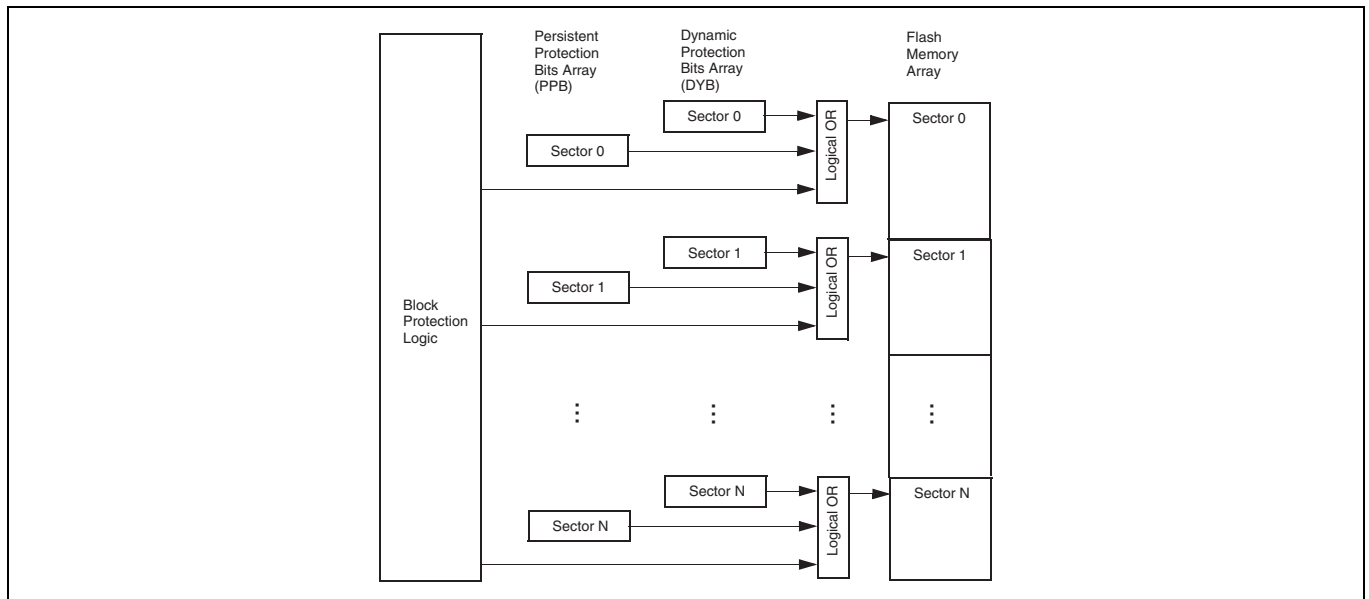 Persistent
Protection
Bits Array
(PPB)
Dynamic
Protection
Bits Array
(DYB)
Flash
Memory
Array
Sector 0
Sector 0
Logical OR
Sector 0
Sector 1
Sector 1
Logical OR
Sector 1
Block
Protection
Logic
Sector N
Sector N
Logical OR
Sector N